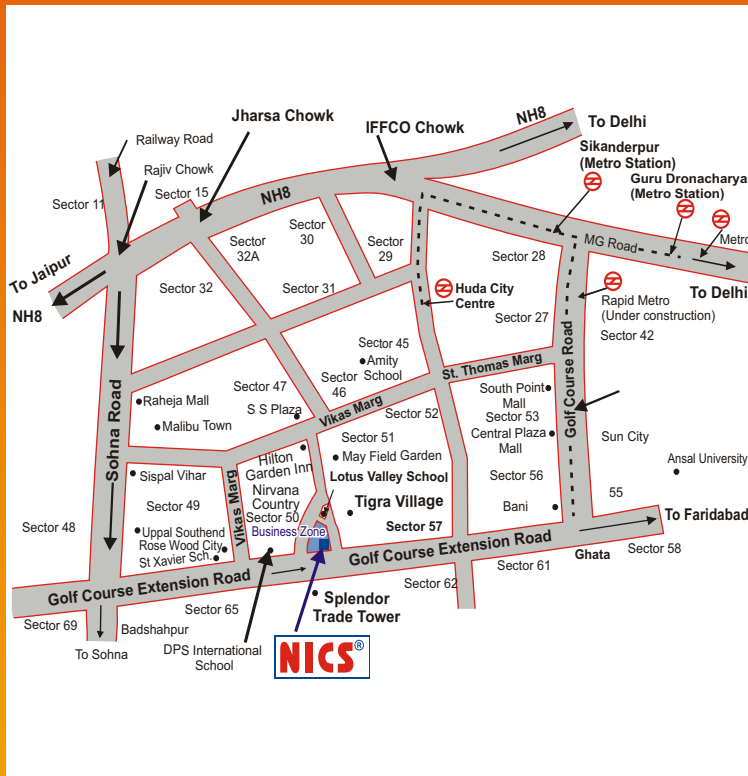 Jharsa Chowk
IFFCO Chowk
NH8
To Delhi
Railway Road
Sikanderpur
(Metro Station)
Rajiv Chowk
Guru Dronacharya
(Metro Station)
Sector 15
Sector 11
NH8
Metro
MG Road
Sector
30
Sector
32A
Sector
29
Sector 28
To Jaipur
NH8
To Delhi
Sector 32
Sector 31
Huda City
Centre
Rapid Metro
(Under construction)
Sector 27
Sector 42
Sector 45
Amity
School
St. Thomas Marg
Golf Course Road
Sohna Road
Sector 47
Sector
46
South Point
Mall
Raheja Mall
S S Plaza
Vikas Marg
Sector 52
Sector 53
Malibu Town
Central Plaza
Mall
Sector 51
Sun City
Hilton
Garden Inn
May Field Garden
Ansal University
Sispal Vihar
Vikas Marg
Nirvana
Country
Lotus Valley School
Sector 56
Sector 49
Sector 50
Tigra Village
Bani
55
To Faridabad
Sector 48
Uppal Southend
Business Zone
Sector 57
Rose Wood City
St Xavier Sch.
Golf Course Extension Road
Ghata
Sector 58
Sector 61
Golf Course Extension Road
Sector 62
Sector 65
Splendor
Trade Tower
Sector 69
Badshahpur
To Sohna
DPS International
School
NICS®